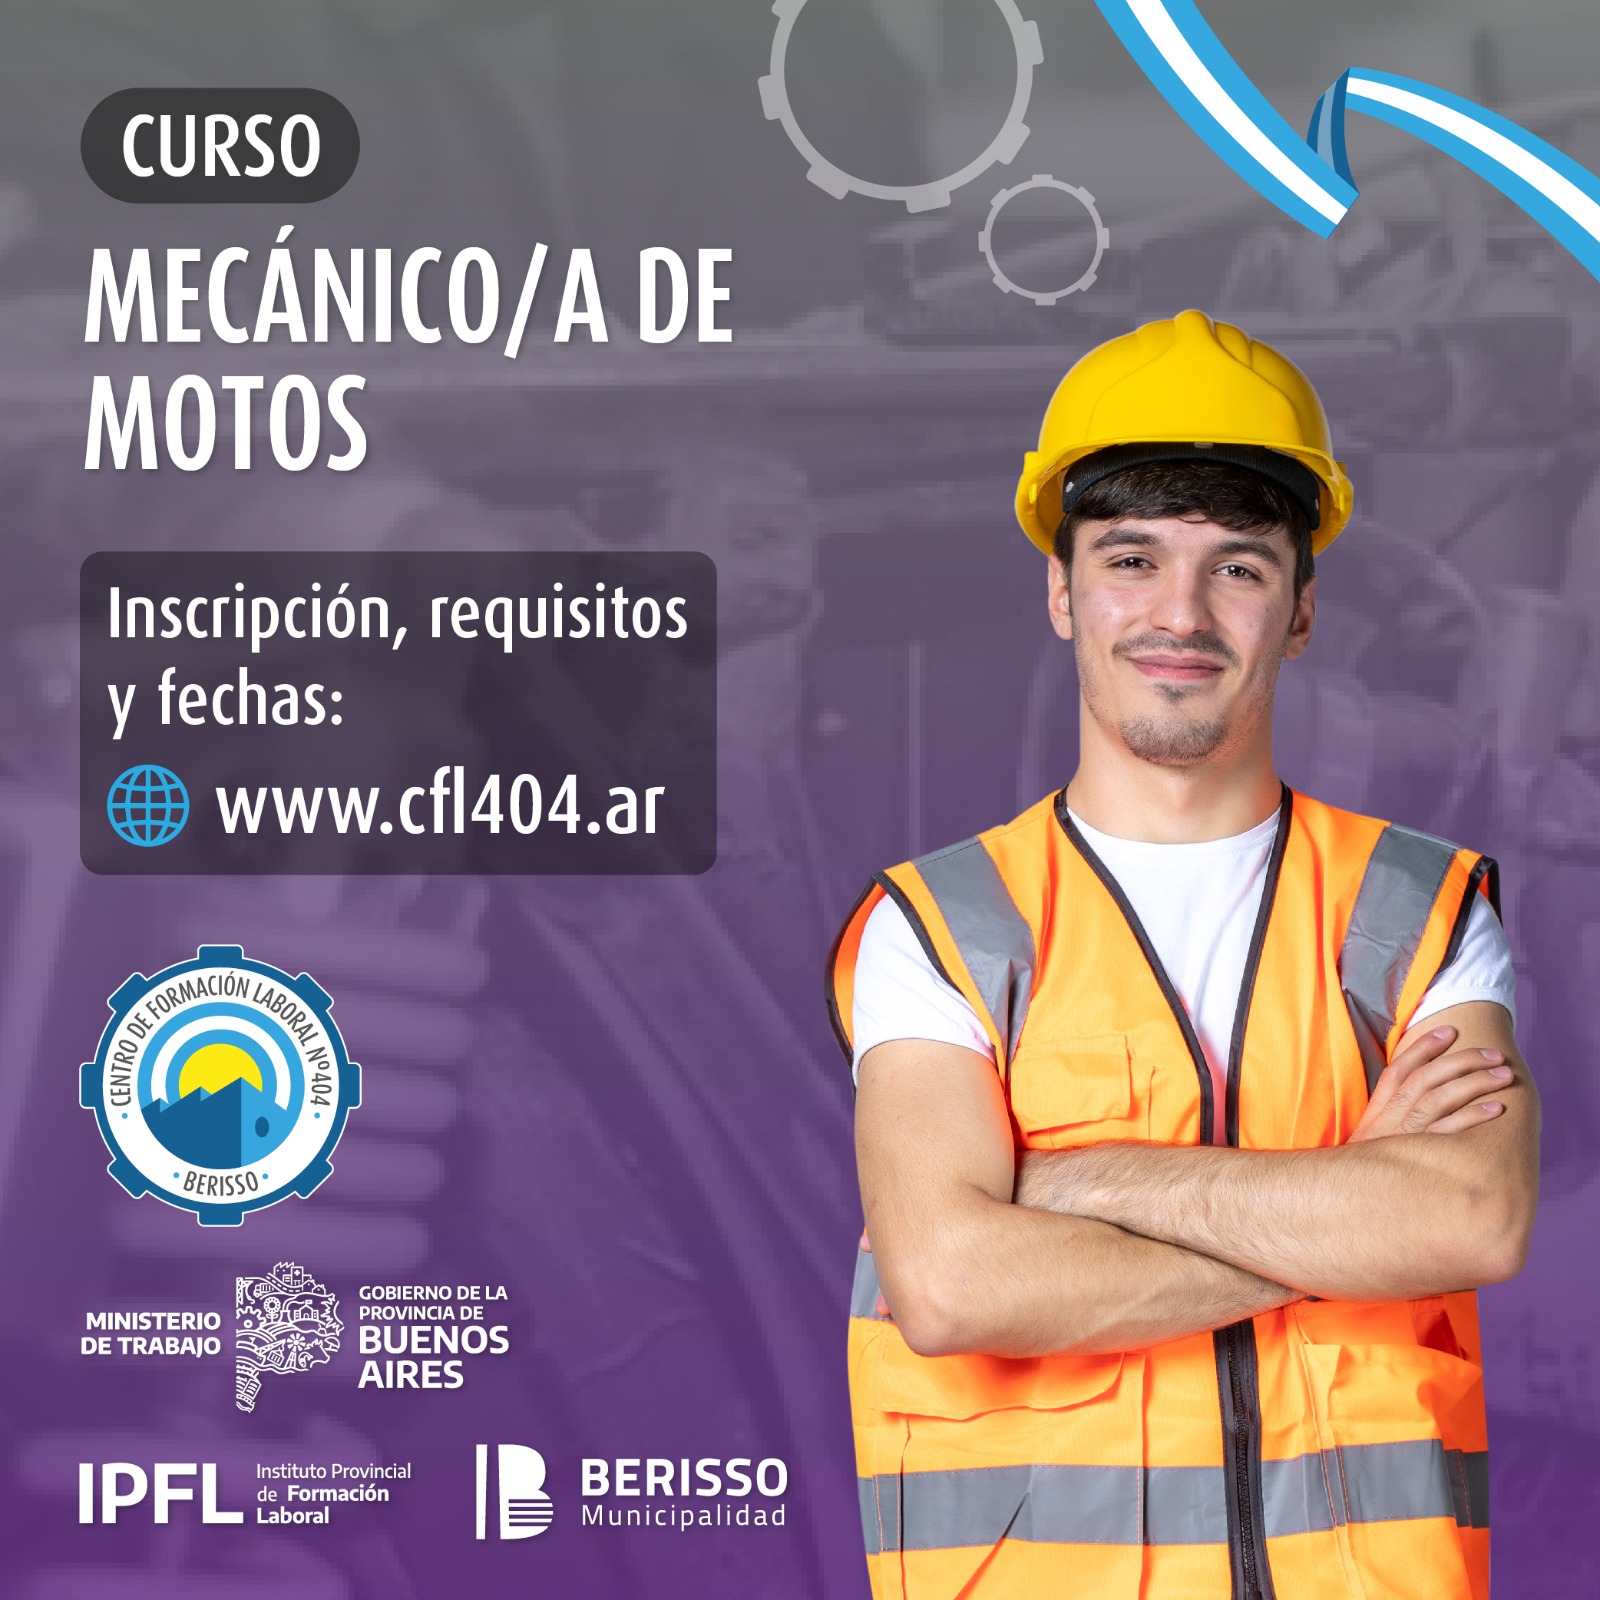 CURSO
MECÁNICO/A DE
MOTOS
Inscripción, requisitos
y fechas:
www.cfl404.ar
CENTRO DE FORMACIÓN LABORAL Nº404
BERISSO
MINISTERIO
DE TRABAJO
GOBIERNO DE LA
PROVINCIA DE
BUENOS
AIRES
IPFL
Instituto Provincial
de Formación
Laboral
BERISSO
Municipalidad